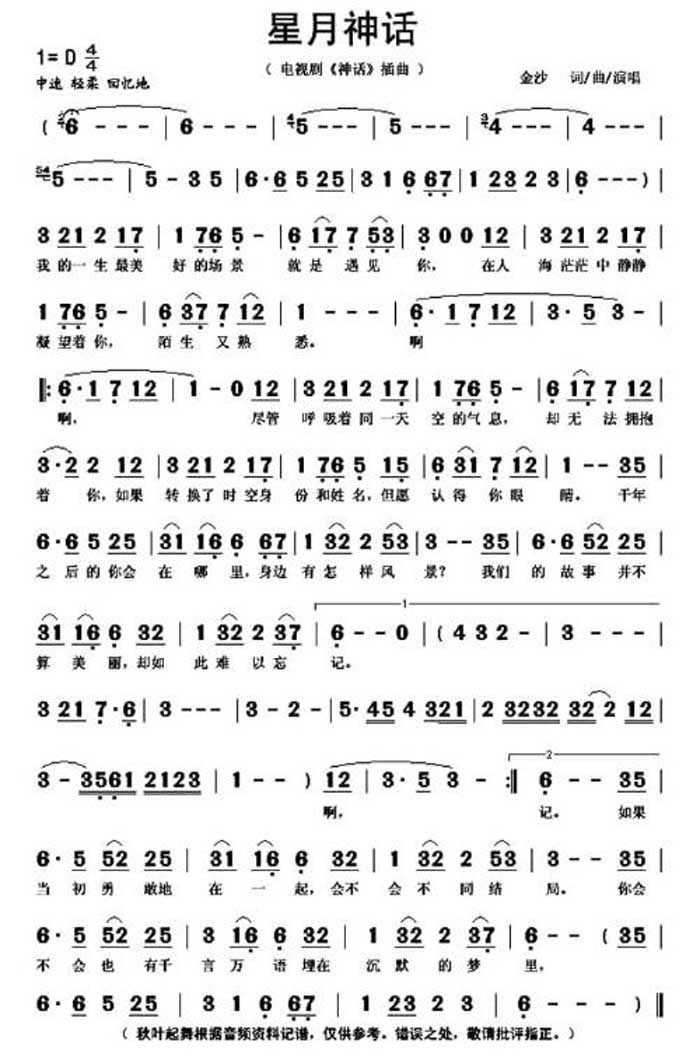 星月神话
1= D 4/4
( 电视剧《神话》插曲 )
中速 轻柔 回忆地
金沙 词/曲/演唱
( 6 - - - | 6 - - - | 5 - - - | 5 - - - | 4 - - - | 4 - - - |
5 - - - | 5 - 3 5 | 6·6 5 25 | 3 1 6 67 | 1 23 2 3 | 6 - - - ) |
3 21 2 17 | 1 76 5 - | 6 17 7 53 | 3 0 0 12 | 3 21 2 17 |
我的一生最美 好的场景 就是遇见 你, 在人 海茫茫中静静
1 76 5 - | 6 37 7 12 | 1 - - - | 6·1 7 12 | 3·5 3 - |
凝望着你, 陌生又熟 悉。 啊
|: 6·1 7 12 | 1 - 0 12 | 3 21 2 17 | 1 76 5 - | 6 17 7 12 |
啊, 尽管 呼吸着同一天 空的气息, 却无法拥抱
3·2 2 12 | 3 21 2 17 | 1 76 5 15 | 6 31 7 12 | 1 - - 35 |
着 你,如果 转换了时空身 份和姓名,但愿 认得你眼 睛。 千年
6·6 5 25 | 31 16 6 67 | 1 32 2 53 | 3 - - 35 | 6·6 52 25 |
之后的你会 在哪里,身边 有怎样风 景? 我们 的故事并不
1
31 16 6 32 | 1 32 2 37 | 6 - - 0 | ( 4 3 2 - | 3 - - - |
算美丽,却如 此难以忘 记。
3 21 7·6 | 3 - - - | 3 - 2 - | 5· 45 4 321 | 2 3232 32 2 12 |
2
3 - 3561 2123 | 1 - - ) 12 | 3·5 3 - :| 6 - - 35 |
啊, 记。 如果
6·5 52 25 | 31 16 6 32 | 1 32 2 53 | 3 - - 35 |
当初勇敢地 在一起,会不 会不同结 局。 你会
6·5 52 25 | 3 16 6 32 | 1 32 2 37 | 6 - - ( 35 |
不会也有千 言万语埋在 沉默的梦 里,
6·6 5 25 | 3 1 6 67 | 1 23 2 3 | 6 - - - ) ‖
( 秋叶起舞根据音频资料记谱,仅供参考。错误之处,敬请批评指正。)